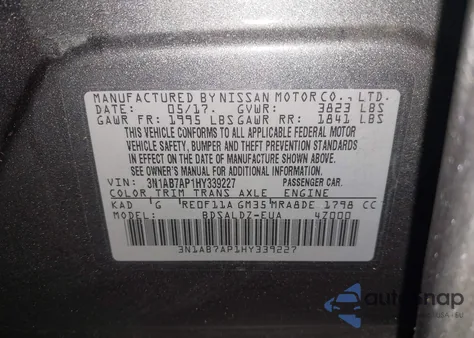 MANUFACTURED BY NISSAN MOTOR CO., LTD.
DATE: 05/17. GVWR: 3823 LBS
GAWR FR: 1995 LBS GAWR RR: 1841 LBS
THIS VEHICLE CONFORMS TO ALL APPLICABLE FEDERAL MOTOR
VEHICLE SAFETY, BUMPER AND THEFT PREVENTION STANDARDS
IN EFFECT ON THE DATE OF MANUFACTURE SHOWN ABOVE.
SEE OWNER'S MANUAL FOR ADDITIONAL INFORMATION.
VIN: 3N1AB7AP1HY339227 PASSENGER CAR.
COLOR TRIM TRANS AXLE ENGINE
KAD G RE0F11A GM35 MRA8DE 1798 CC
MODEL: BDSALDZ-EUA 47000
3N1AB7AP1HY339227
autosnap